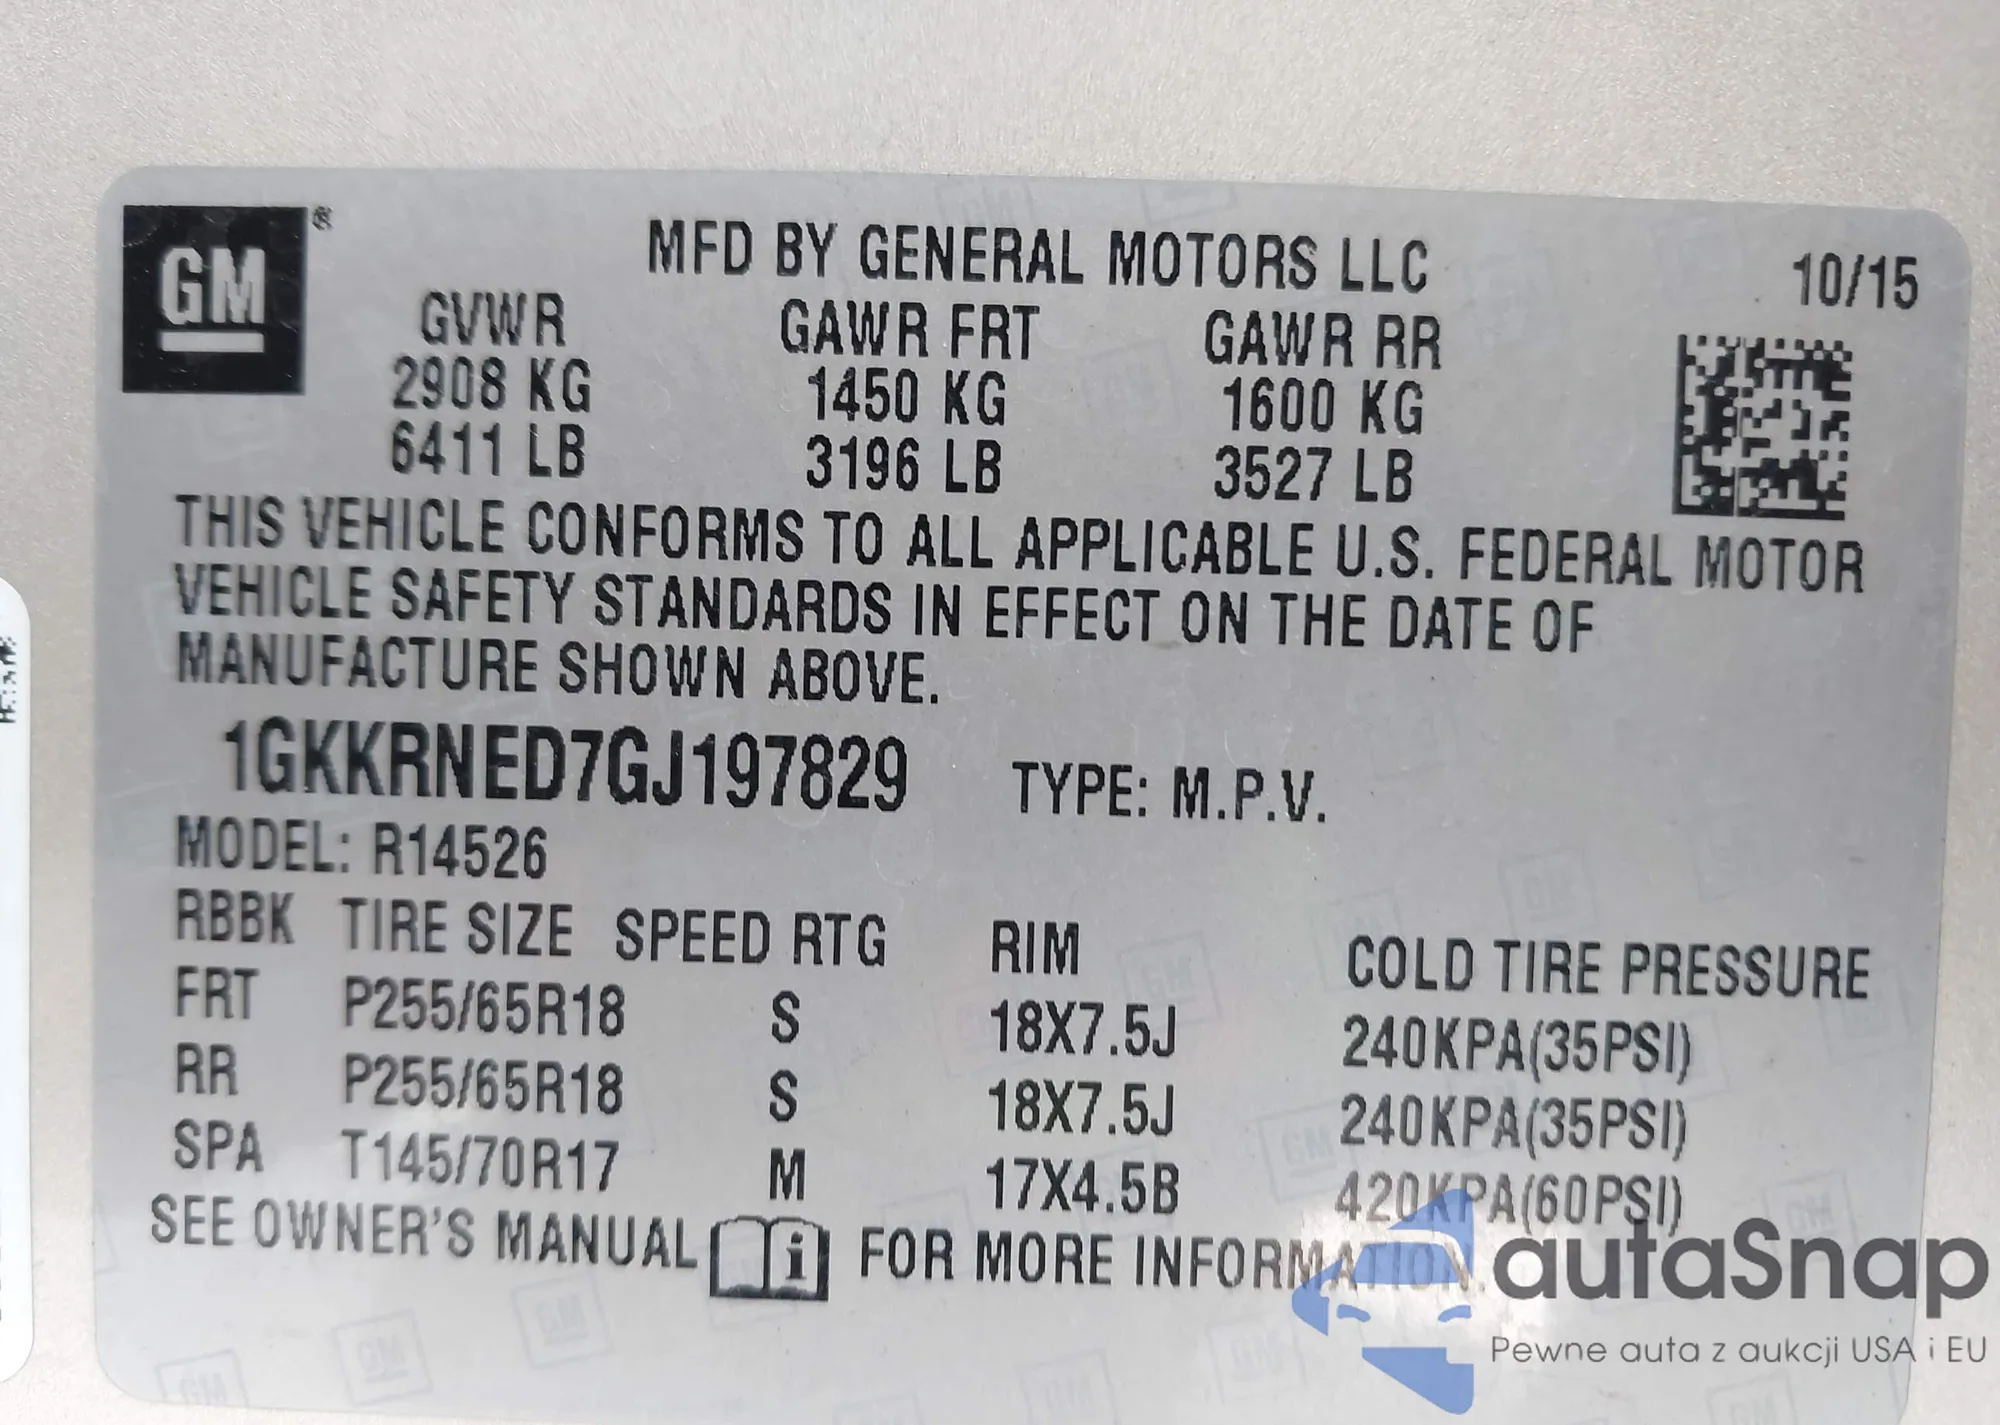 GM®
MFD BY GENERAL MOTORS LLC 10/15
GVWR GAWR FRT GAWR RR
2908 KG 1450 KG 1600 KG
6411 LB 3196 LB 3527 LB
THIS VEHICLE CONFORMS TO ALL APPLICABLE U.S. FEDERAL MOTOR
VEHICLE SAFETY STANDARDS IN EFFECT ON THE DATE OF
MANUFACTURE SHOWN ABOVE.
1GKKRNED7GJ197829 TYPE: M.P.V.
MODEL: R14526
RBBK TIRE SIZE SPEED RTG RIM COLD TIRE PRESSURE
FRT P255/65R18 S 18X7.5J 240KPA(35PSI)
RR P255/65R18 S 18X7.5J 240KPA(35PSI)
SPA T145/70R17 M 17X4.5B 420KPA(60PSI)
SEE OWNER'S MANUAL i FOR MORE INFORMATION.
autaSnap
Pewne auta z aukcji USA i EU